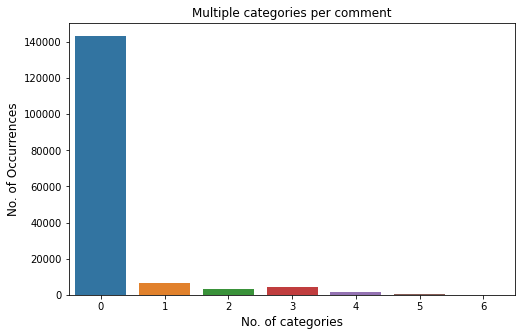 Multiple categories per comment
No. of Occurrences
140000
120000
100000
80000
60000
40000
20000
0
0 1 2 3 4 5 6
No. of categories